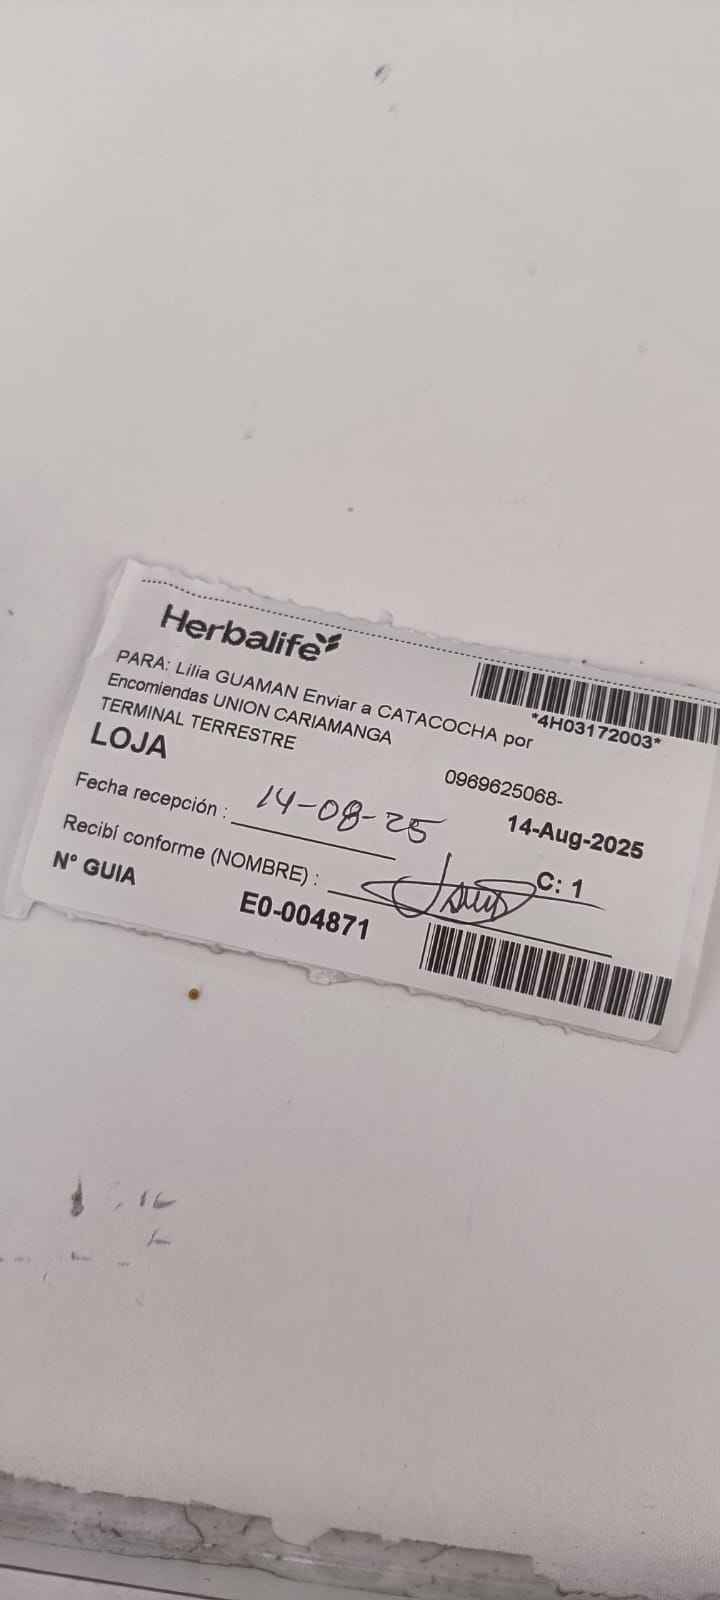 Herbalife
PARA: Lilia GUAMAN Enviar a CATACOCHA por
Encomiendas UNION CARIAMANGA
TERMINAL TERRESTRE
LOJA
*4H03172003*
0969625068-
14-Aug-2025
Fecha recepción : 14-08-25
C: 1
Recibí conforme (NOMBRE) :
N° GUIA
E0-004871